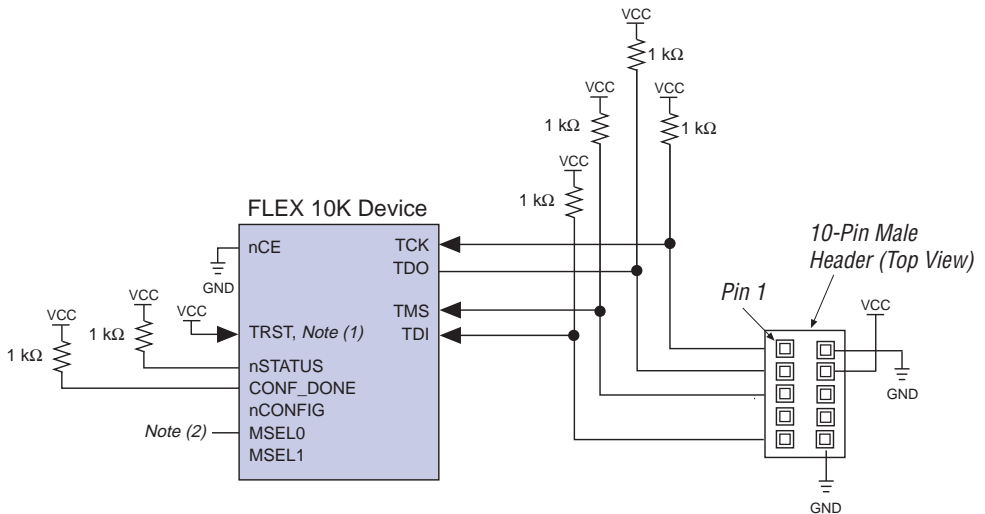 VCC
1 kΩ
VCC
1 kΩ
VCC
1 kΩ
VCC
1 kΩ
FLEX 10K Device
nCE
GND
TCK
TDO
TMS
TDI
VCC
1 kΩ
VCC
1 kΩ
VCC
TRST, Note (1)
nSTATUS
CONF_DONE
nCONFIG
Note (2)
MSEL0
MSEL1
10-Pin Male
Header (Top View)
Pin 1
VCC
GND
GND